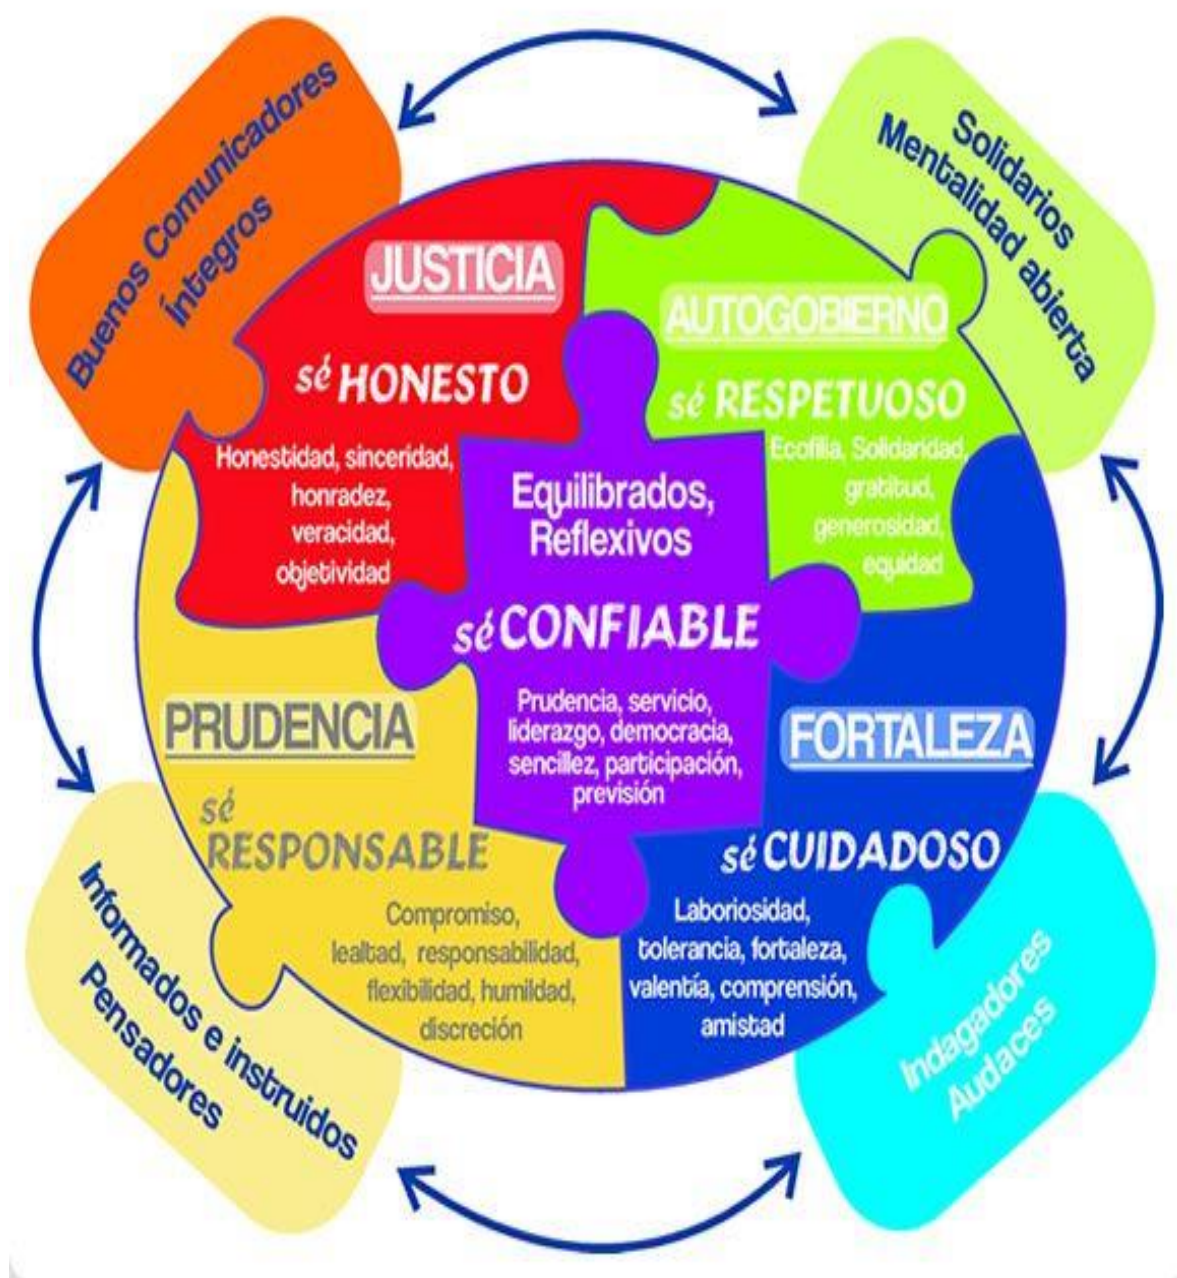 Buenos Comunicadores
Íntegros
Solidarios
Mentalidad abierta
JUSTICIA
sé HONESTO
Honestidad, sinceridad,
honradez,
veracidad,
objetividad
AUTOGOBIERNO
sé RESPETUOSO
Ecofilia, Solidaridad,
gratitud,
generosidad,
equidad
Equilibrados,
Reflexivos
sé CONFIABLE
Prudencia, servicio,
liderazgo, democracia,
sencillez, participación,
previsión
PRUDENCIA
sé
RESPONSABLE
Compromiso,
lealtad, responsabilidad,
flexibilidad, humildad,
discreción
FORTALEZA
sé CUIDADOSO
Laboriosidad,
tolerancia, fortaleza,
valentía, comprensión,
amistad
Informados e instruidos
Pensadores
Indagadores
Audaces